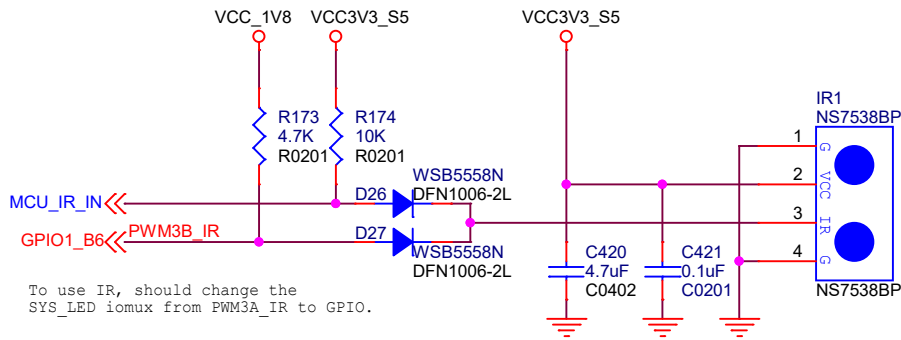 VCC_1V8
VCC3V3_S5
VCC3V3_S5
R173
4.7K
R0201
R174
10K
R0201
IR1
NS7538BP
1
G
2
VCC
3
IR
4
G
NS7538BP
MCU_IR_IN
D26
WSB5558N
DFN1006-2L
GPIO1_B6
PWM3B_IR
D27
WSB5558N
DFN1006-2L
C420
4.7uF
C0402
C421
0.1uF
C0201
To use IR, should change the
SYS_LED iomux from PWM3A_IR to GPIO.